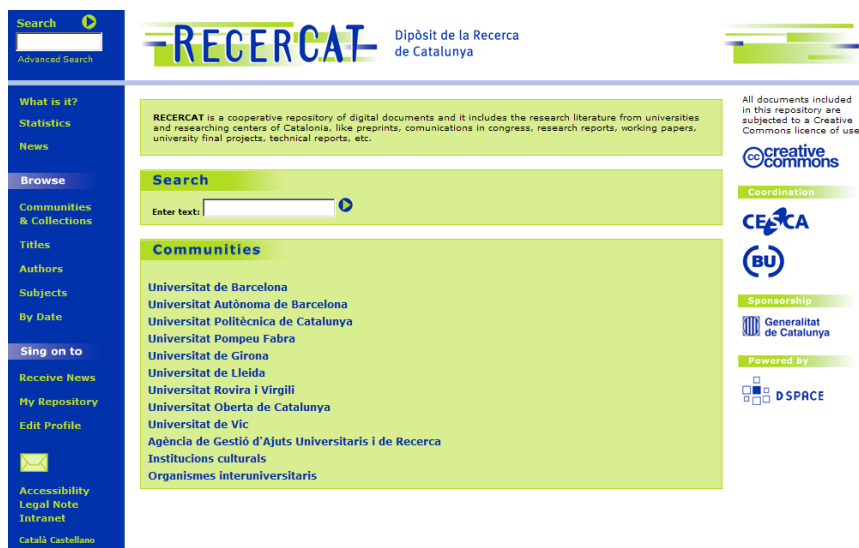 Search
Advanced Search
RECERCAT
Dipòsit de la Recerca
de Catalunya
What is it?
Statistics
News
Browse
Communities
& Collections
Titles
Authors
Subjects
By Date
Sing on to
Receive News
My Repository
Edit Profile
Accessibility
Legal Note
Intranet
Català Castellano
RECERCAT is a cooperative repository of digital documents and it includes the research literature from universities
and researching centers of Catalonia, like preprints, comunications in congress, research reports, working papers,
university final projects, technical reports, etc.
Search
Enter text:
Communities
Universitat de Barcelona
Universitat Autònoma de Barcelona
Universitat Politècnica de Catalunya
Universitat Pompeu Fabra
Universitat de Girona
Universitat de Lleida
Universitat Rovira i Virgili
Universitat Oberta de Catalunya
Universitat de Vic
Agència de Gestió d'Ajuts Universitaris i de Recerca
Institucions culturals
Organismes interuniversitaris
All documents included
in this repository are
subjected to a Creative
Commons licence of use
cc creative
commons
Coordination
CESCA
BU
Sponsorship
Generalitat
de Catalunya
Powered by
DSPACE